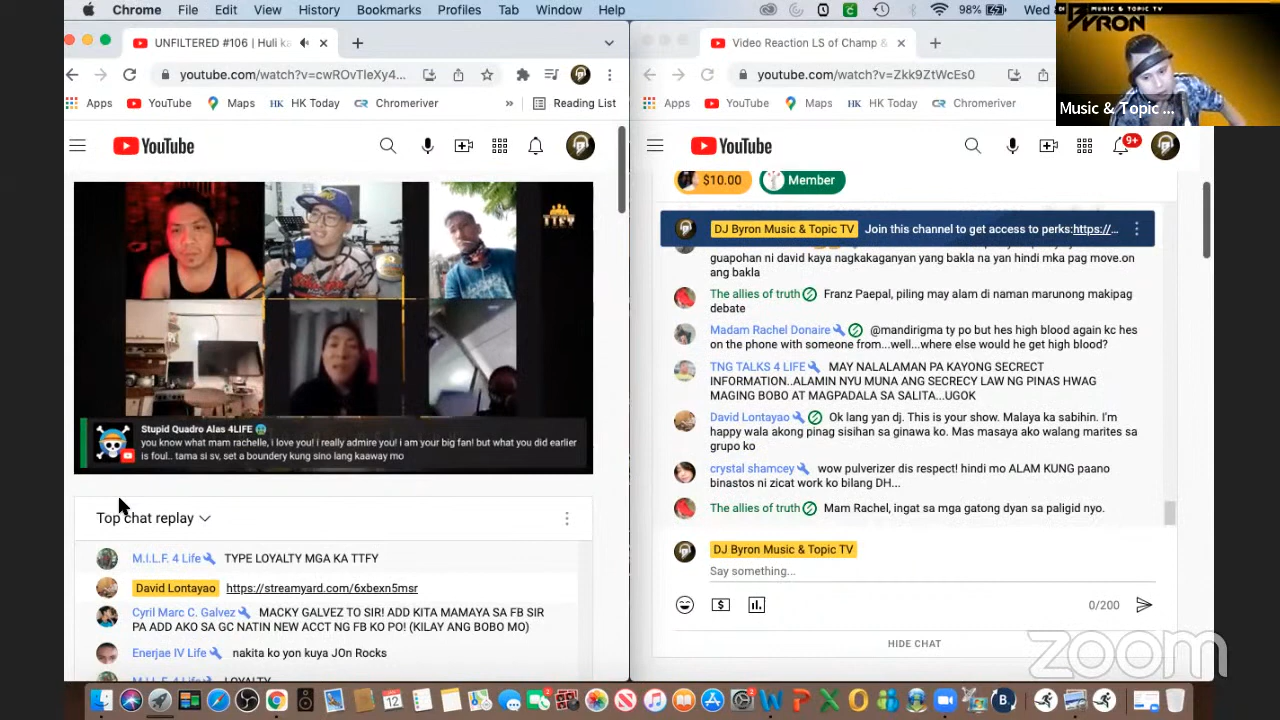 File
Edit
View
History
Bookmarks
Profiles
Tab
Window
Help
98%
Wed
MUSIC & TOPIC TV
BYRON
Music & Topic ...
UNFILTERED #106 | Huli ka
Video Reaction LS of Champ &
youtube.com/watch?v=cwROvTleXy4...
youtube.com/watch?v=Zkk9ZtWcEs0
Apps
YouTube
Maps
HK Today
Chromeriver
»
Reading List
Apps
YouTube
Maps
HK Today
Chromeriver
YouTube
YouTube
9+
TTFY
Stupid Quadro Alas 4LIFE
you know what mam rachelle, i love you! i really admire you! i am your big fan! but what you did earlier
is foul.. tama si sv, set a boundery kung sino lang kaaway mo
Top chat replay
M.I.L.F. 4 Life TYPE LOYALTY MGA KA TTFY
David Lontayao https://streamyard.com/6xbexn5msr
Cyril Marc C. Galvez MACKY GALVEZ TO SIR! ADD KITA MAMAYA SA FB SIR
PA ADD AKO SA GC NATIN NEW ACCT NG FB KO PO! (KILAY ANG BOBO MO)
Enerjae IV Life nakita ko yon kuya JOn Rocks
M.I.L.F. 4 Life LOYALTY
$10.00
Member
DJ Byron Music & Topic TV Join this channel to get access to perks:https://...
guapohan ni david kaya nagkakaganyan yang bakla na yan hindi mka pag move.on
ang bakla
The allies of truth Franz Paepal, piling may alam di naman marunong makipag
debate
Madam Rachel Donaire @mandirigma ty po but hes high blood again kc hes
on the phone with someone from...well...where else would he get high blood?
TNG TALKS 4 LIFE MAY NALALAMAN PA KAYONG SECRET
INFORMATION..ALAMIN NYU MUNA ANG SECRECY LAW NG PINAS HWAG
MAGING BOBO AT MAGPADALA SA SALITA...UGOK
David Lontayao Ok lang yan dj. This is your show. Malaya ka sabihin. I'm
happy wala akong pinag sisihan sa ginawa ko. Mas masaya ako walang marites sa
grupo ko
crystal shamcey wow pulverizer dis respect! hindi mo ALAM KUNG paano
binastos ni zicat work ko bilang DH...
The allies of truth Mam Rachel, ingat sa mga gatong dyan sa paligid nyo.
DJ Byron Music & Topic TV
Say something...
0/200
HIDE CHAT
zoom